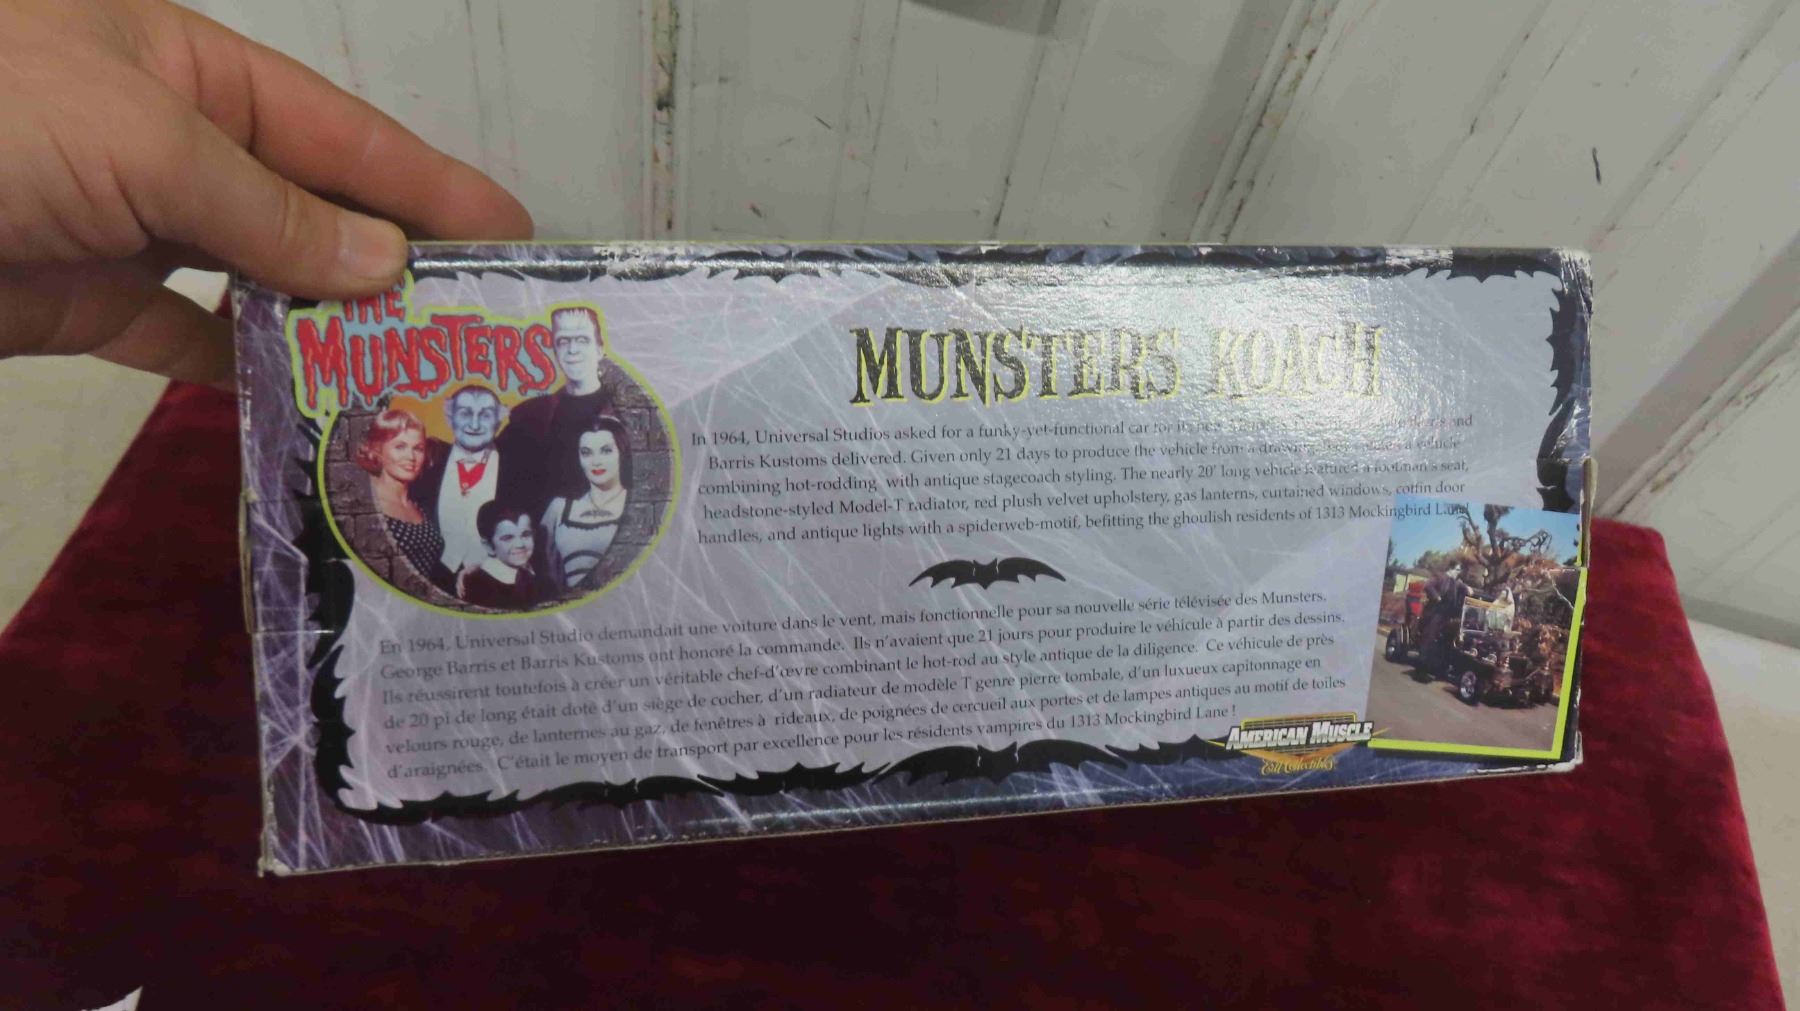 THE
MUNSTERS
MUNSTERS KOACH
In 1964, Universal Studios asked for a funky-yet-functional car for its new and
Barris Kustoms delivered. Given only 21 days to produce the vehicle from a drawing, a vehicle
combining hot-rodding with antique stagecoach styling. The nearly 20' long vehicle featured a footman's seat,
headstone-styled Model-T radiator, red plush velvet upholstery, gas lanterns, curtained windows, coffin door
handles, and antique lights with a spiderweb-motif, befitting the ghoulish residents of 1313 Mockingbird Lane!
En 1964, Universal Studio demandait une voiture dans le vent, mais fonctionnelle pour sa nouvelle série télévisée des Munsters.
George Barris et Barris Kustoms ont honoré la commande. Ils n'avaient que 21 jours pour produire le véhicule à partir des dessins.
Ils réussirent toutefois à créer un véritable chef-d'œvre combinant le hot-rod au style antique de la diligence. Ce véhicule de près
de 20 pi de long était doté d'un siège de cocher, d'un radiateur de modèle T genre pierre tombale, d'un luxueux capitonnage en
velours rouge, de lanternes au gaz, de fenêtres à rideaux, de poignées de cercueil aux portes et de lampes antiques au motif de toiles
d'araignées. C'était le moyen de transport par excellence pour les résidents vampires du 1313 Mockingbird Lane !
AMERICAN MUSCLE
Ertl Collectibles